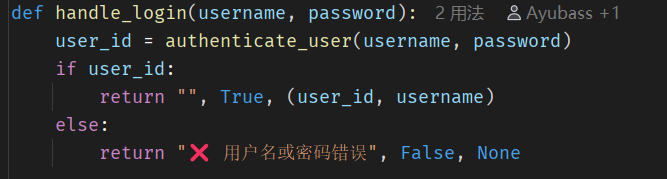 def handle_login(username, password): 2 用法 Ayubass +1
    user_id = authenticate_user(username, password)
    if user_id:
        return "", True, (user_id, username)
    else:
        return "❌ 用户名或密码错误", False, None